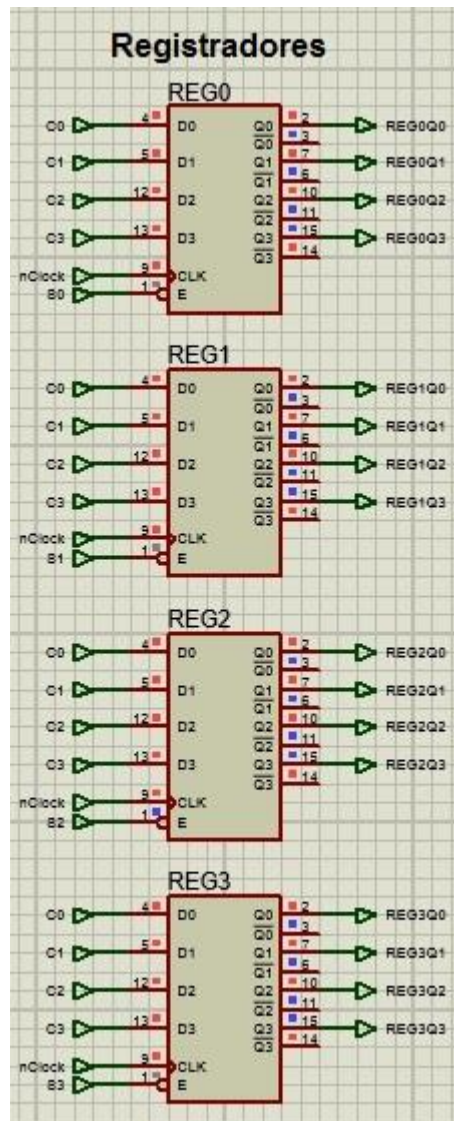 Registradores
REG0
C0 4 D0 Q0 2 REG0Q0
Q0 3
C1 5 D1 Q1 7 REG0Q1
Q1 6
C2 12 D2 Q2 10 REG0Q2
Q2 11
C3 13 D3 Q3 15 REG0Q3
Q3 14
nClock 9 CLK
S0 1 E
REG1
C0 4 D0 Q0 2 REG1Q0
Q0 3
C1 5 D1 Q1 7 REG1Q1
Q1 6
C2 12 D2 Q2 10 REG1Q2
Q2 11
C3 13 D3 Q3 15 REG1Q3
Q3 14
nClock 9 CLK
S1 1 E
REG2
C0 4 D0 Q0 2 REG2Q0
Q0 3
C1 5 D1 Q1 7 REG2Q1
Q1 6
C2 12 D2 Q2 10 REG2Q2
Q2 11
C3 13 D3 Q3 15 REG2Q3
Q3 14
nClock 9 CLK
S2 1 E
REG3
C0 4 D0 Q0 2 REG3Q0
Q0 3
C1 5 D1 Q1 7 REG3Q1
Q1 6
C2 12 D2 Q2 10 REG3Q2
Q2 11
C3 13 D3 Q3 15 REG3Q3
Q3 14
nClock 9 CLK
S3 1 E